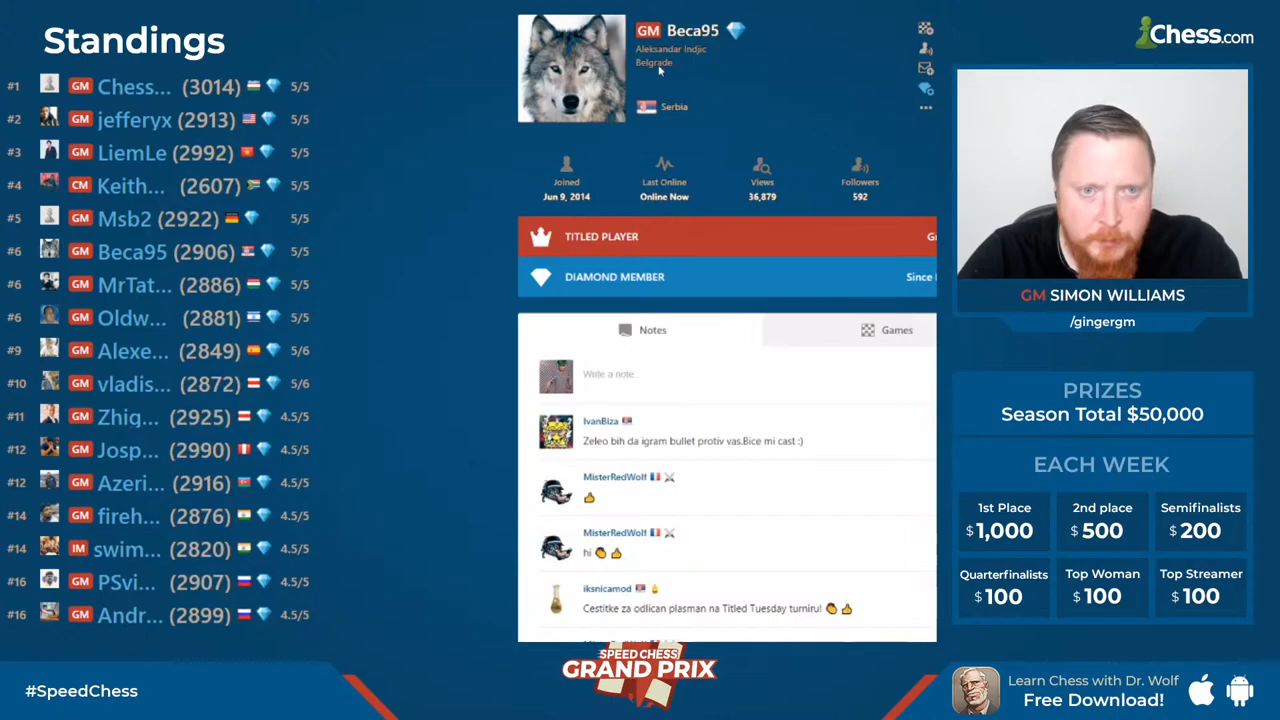 Standings
#1 GM Chess... (3014) 5/5
#2 GM jefferyx (2913) 5/5
#3 GM LiemLe (2992) 5/5
#4 CM Keith... (2607) 5/5
#5 GM Msb2 (2922) 5/5
#6 GM Beca95 (2906) 5/5
#6 GM MrTat... (2886) 5/5
#6 GM Oldw... (2881) 5/5
#9 GM Alexe... (2849) 5/6
#10 GM vladis... (2872) 5/6
#11 GM Zhig... (2925) 4.5/5
#12 GM Josp... (2990) 4.5/5
#12 GM Azeri... (2916) 4.5/5
#14 GM fireh... (2876) 4.5/5
#14 IM swim... (2820) 4.5/5
#16 GM PSvi... (2907) 4.5/5
#16 GM Andr... (2899) 4.5/5
#SpeedChess
GM Beca95
Aleksandar Indjic
Belgrade
Serbia
Joined Last Online Views Followers
Jun 9, 2014 Online Now 36,879 592
TITLED PLAYER
DIAMOND MEMBER Since
Notes Games
Write a note..
IvanBiza
Zeleo bih da igram bullet protiv vas.Bice mi cast :)
MisterRedWolf
MisterRedWolf
hi
iksnicamod
Cestitke za odlican plasman na Titled Tuesday turniru!
SPEED CHESS
GRAND PRIX
Chess.com
GM SIMON WILLIAMS
/gingergm
PRIZES
Season Total $50,000
EACH WEEK
1st Place 2nd place Semifinalists
$1,000 $500 $200
Quarterfinalists Top Woman Top Streamer
$100 $100 $100
Learn Chess with Dr. Wolf
Free Download!